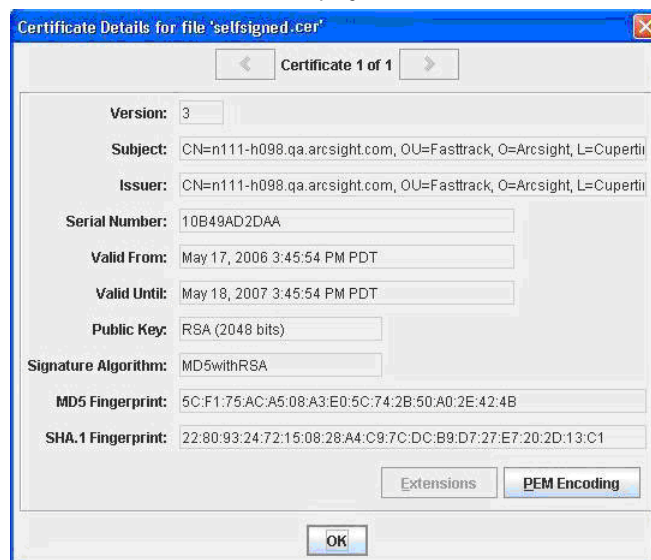 Certificate Details for file 'selfsigned.cer'
Certificate 1 of 1
Version: 3
Subject: CN=n111-h098.qa.arcsight.com, OU=Fasttrack, O=Arcsight, L=Cuperti
Issuer: CN=n111-h098.qa.arcsight.com, OU=Fasttrack, O=Arcsight, L=Cuperti
Serial Number: 10B49AD2DAA
Valid From: May 17, 2006 3:45:54 PM PDT
Valid Until: May 18, 2007 3:45:54 PM PDT
Public Key: RSA (2048 bits)
Signature Algorithm: MD5withRSA
MD5 Fingerprint: 5C:F1:75:AC:A5:08:A3:E0:5C:74:2B:50:A0:2E:42:4B
SHA.1 Fingerprint: 22:80:93:24:72:15:08:28:A4:C9:7C:DC:B9:D7:27:E7:20:2D:13:C1
Extensions PEM Encoding
OK